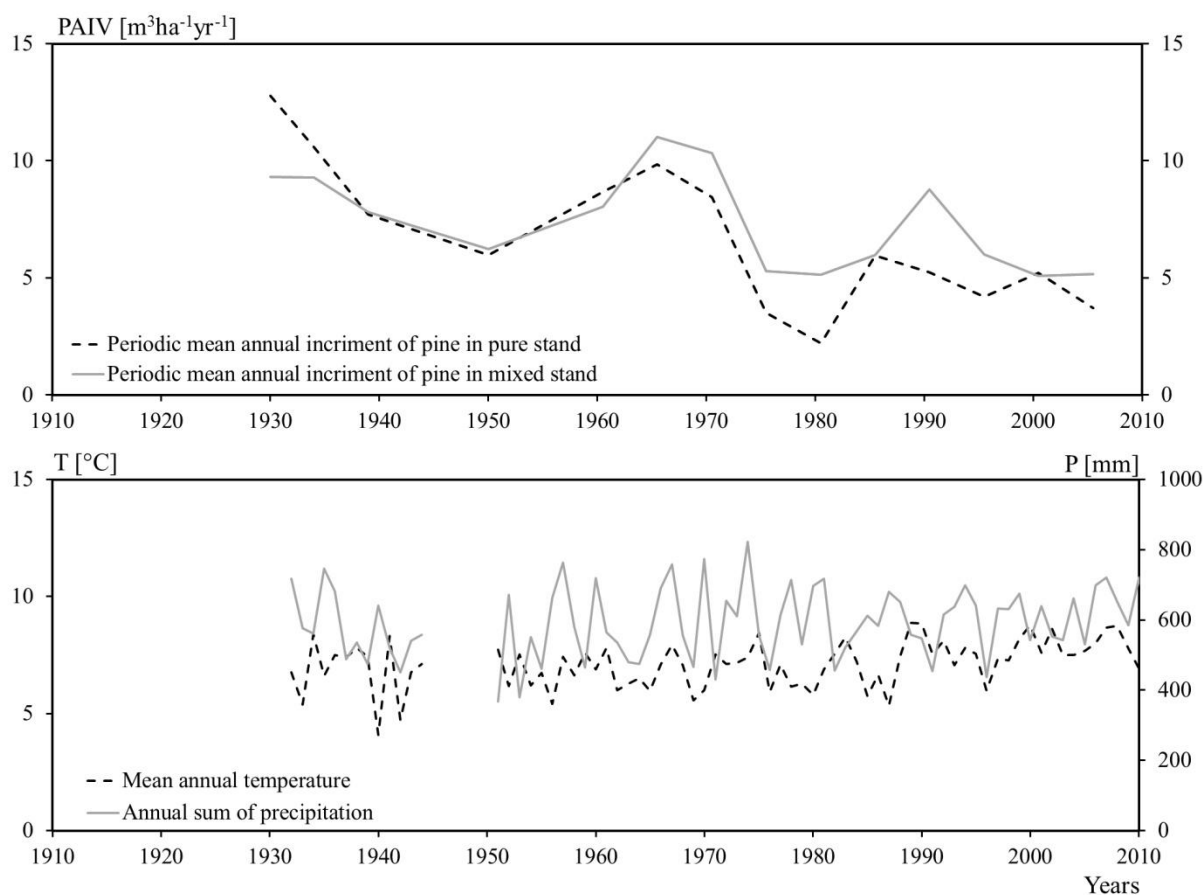 PAIV [m³ha⁻¹yr⁻¹]
15 15
10 10
5 5
Periodic mean annual incriment of pine in pure stand
Periodic mean annual incriment of pine in mixed stand
0 0
1910 1920 1930 1940 1950 1960 1970 1980 1990 2000 2010
T [°C] P [mm]
15 1000
800
10
600
5 400
200
Mean annual temperature
Annual sum of precipitation
0 0
1910 1920 1930 1940 1950 1960 1970 1980 1990 2000 2010
Years